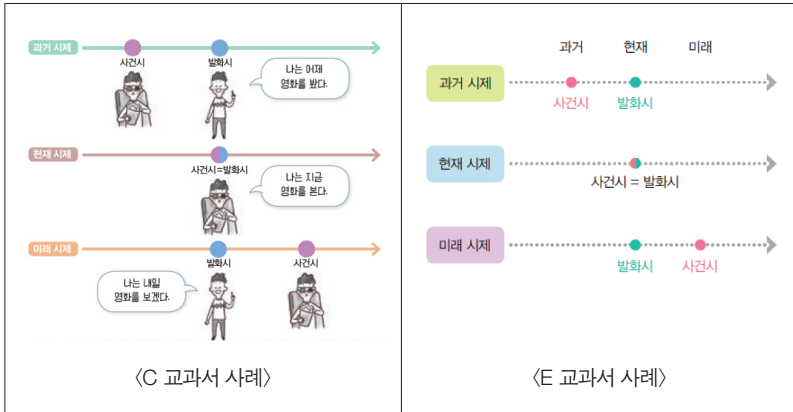 과거 시제
사건시
발화시
나는 어제
영화를 봤다.
현재 시제
사건시=발화시
나는 지금
영화를 본다.
미래 시제
발화시
사건시
나는 내일
영화를 보겠다.
〈C 교과서 사례〉
과거
현재
미래
과거 시제
사건시
발화시
현재 시제
사건시 = 발화시
미래 시제
발화시
사건시
〈E 교과서 사례〉